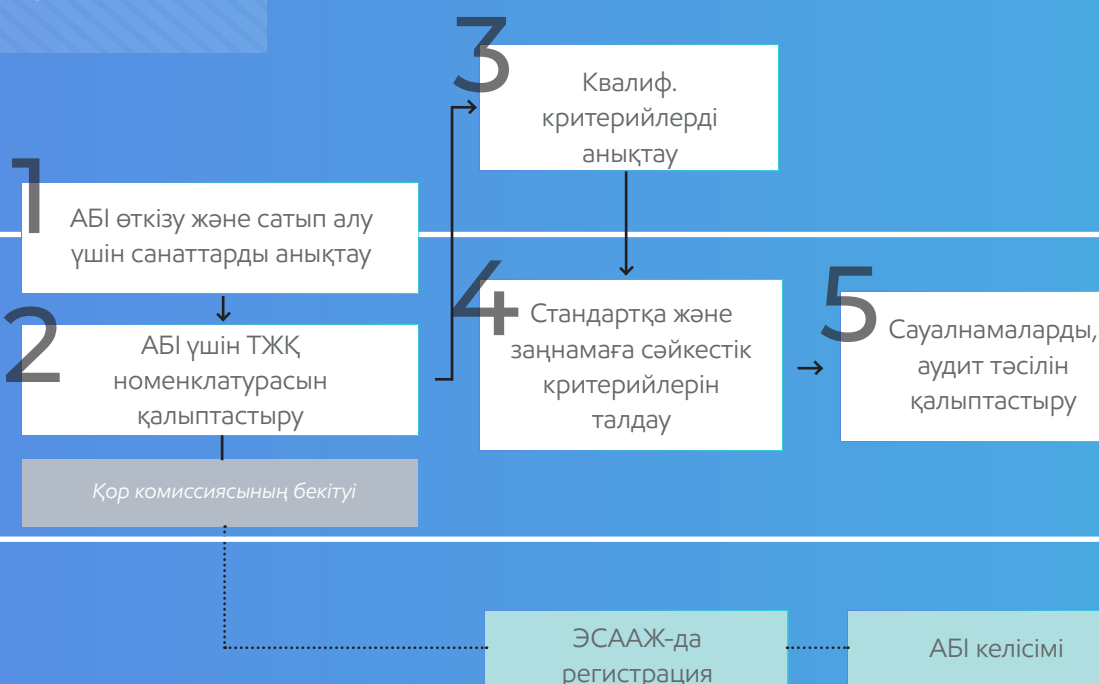 1
АБІ өткізу және сатып алу
үшін санаттарды анықтау
2
АБІ үшін ТЖҚ
номенклатурасын
қалыптастыру
Қор комиссиясының бекітуі
3
Квалиф.
критерийлерді
анықтау
4
Стандартқа және
заңнамаға сәйкестік
критерийлерін
талдау
5
Сауалнамаларды,
аудит тәсілін
қалыптастыру
ЭСААЖ-да
регистрация
АБІ келісімі